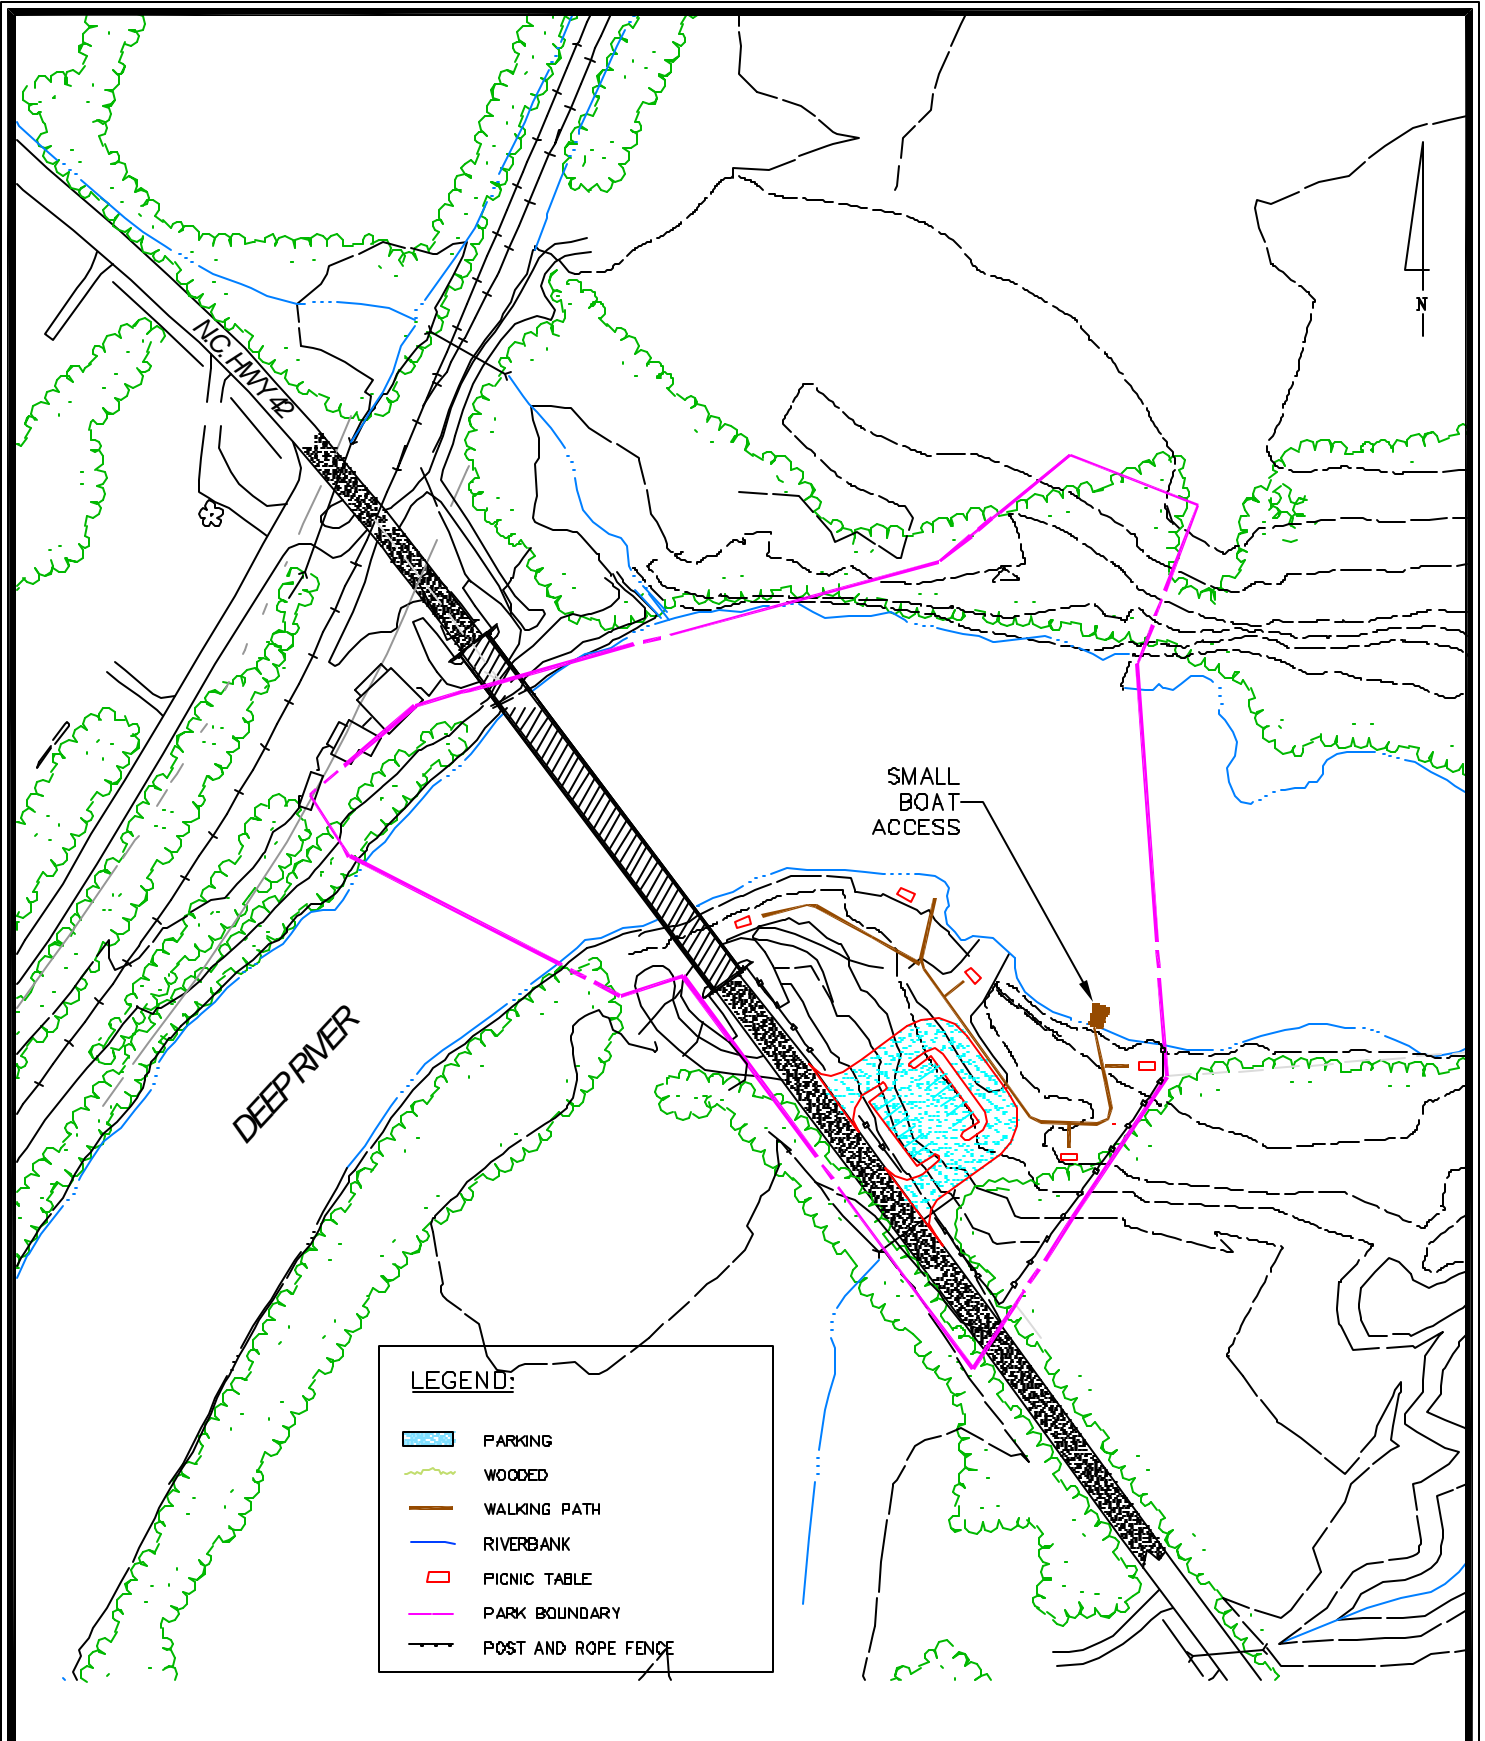 N
N.C. HWY 42
SMALL
BOAT
ACCESS
DEEP RIVER
LEGEND:
PARKING
WOODED
WALKING PATH
RIVERBANK
PICNIC TABLE
PARK BOUNDARY
POST AND ROPE FENCE